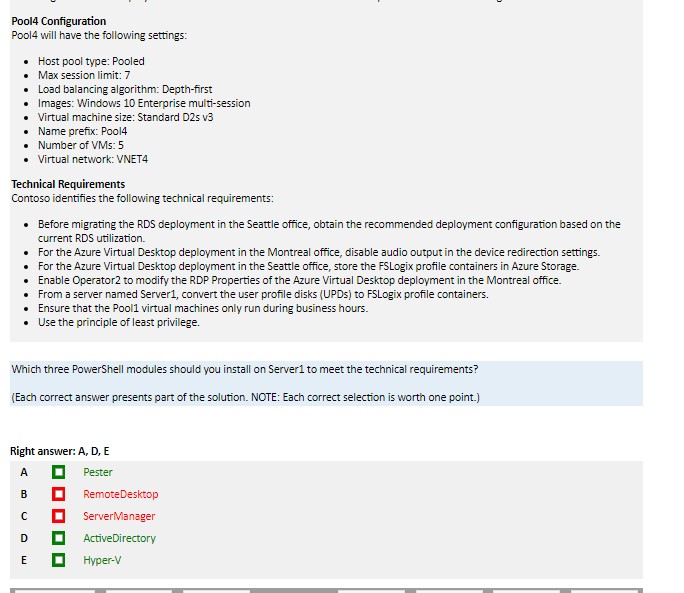 Pool4 Configuration
Pool4 will have the following settings:
• Host pool type: Pooled
• Max session limit: 7
• Load balancing algorithm: Depth-first
• Images: Windows 10 Enterprise multi-session
• Virtual machine size: Standard D2s v3
• Name prefix: Pool4
• Number of VMs: 5
• Virtual network: VNET4
Technical Requirements
Contoso identifies the following technical requirements:
• Before migrating the RDS deployment in the Seattle office, obtain the recommended deployment configuration based on the
current RDS utilization.
• For the Azure Virtual Desktop deployment in the Montreal office, disable audio output in the device redirection settings.
• For the Azure Virtual Desktop deployment in the Seattle office, store the FSLogix profile containers in Azure Storage.
• Enable Operator2 to modify the RDP Properties of the Azure Virtual Desktop deployment in the Montreal office.
• From a server named Server1, convert the user profile disks (UPDs) to FSLogix profile containers.
• Ensure that the Pool1 virtual machines only run during business hours.
• Use the principle of least privilege.
Which three PowerShell modules should you install on Server1 to meet the technical requirements?
(Each correct answer presents part of the solution. NOTE: Each correct selection is worth one point.)
Right answer: A, D, E
A Pester
B RemoteDesktop
C ServerManager
D ActiveDirectory
E Hyper-V